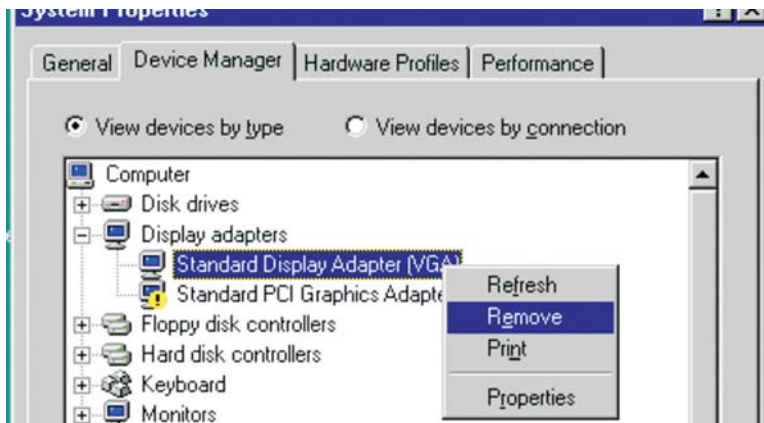 System Properties
General Device Manager Hardware Profiles Performance
View devices by type View devices by connection
Computer
Disk drives
Display adapters
Standard Display Adapter (VGA)
Standard PCI Graphics Adapte
Floppy disk controllers
Hard disk controllers
Keyboard
Monitors
Refresh
Remove
Print
Properties